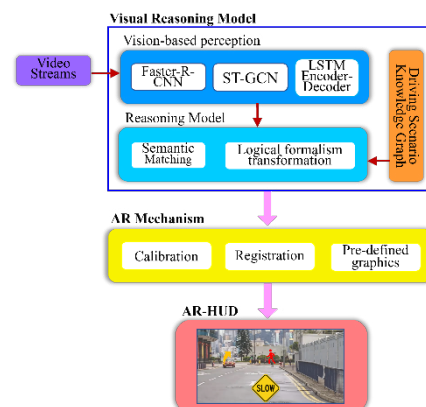 Visual Reasoning Model
Vision-based perception
Video
Streams
Faster-R-
CNN
ST-GCN
LSTM
Encoder-
Decoder
Driving Scenario
Knowledge Graph
Reasoning Model
Semantic
Matching
Logical formalism
transformation
AR Mechanism
Calibration
Registration
Pre-defined
graphics
AR-HUD
SLOW